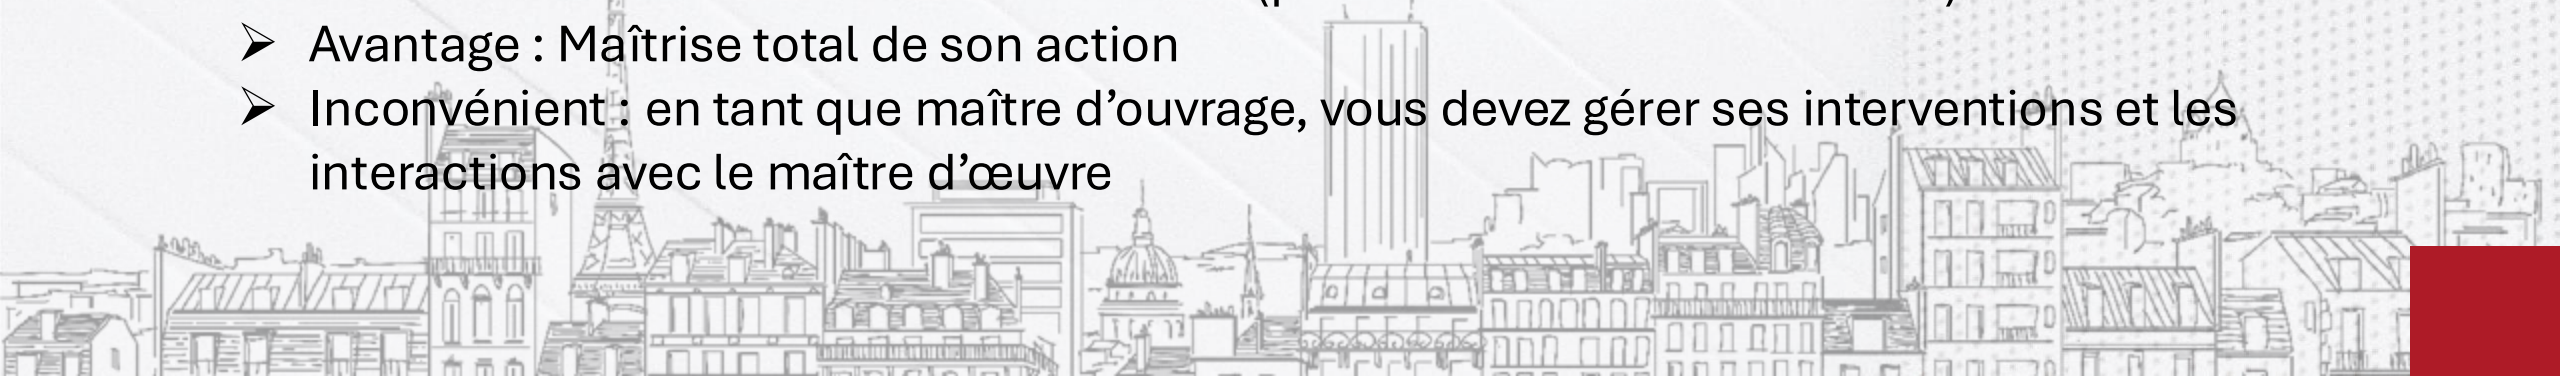 ➢ Avantage : Maîtrise total de son action
➢ Inconvénient : en tant que maître d’ouvrage, vous devez gérer ses interventions et les
interactions avec le maître d’œuvre